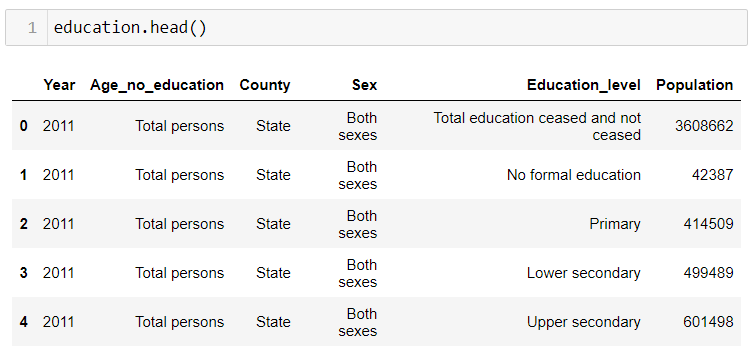 1 education.head()
Year Age_no_education County Sex Education_level Population
0 2011 Total persons State Both sexes Total education ceased and not ceased 3608662
1 2011 Total persons State Both sexes No formal education 42387
2 2011 Total persons State Both sexes Primary 414509
3 2011 Total persons State Both sexes Lower secondary 499489
4 2011 Total persons State Both sexes Upper secondary 601498